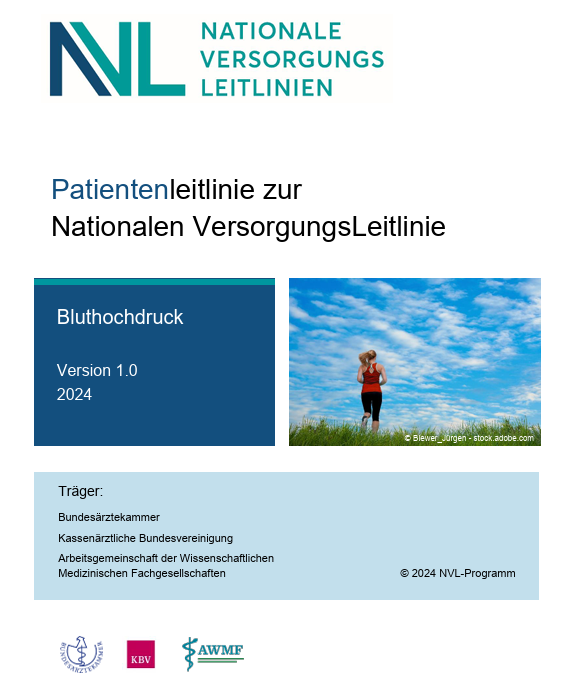 NVL
NATIONALE
VERSORGUNGS
LEITLINIEN
Patientenleitlinie zur
Nationalen VersorgungsLeitlinie
Bluthochdruck
Version 1.0
2024
© Blewer_Jürgen - stock.adobe.com
Träger:
Bundesärztekammer
Kassenärztliche Bundesvereinigung
Arbeitsgemeinschaft der Wissenschaftlichen
Medizinischen Fachgesellschaften
© 2024 NVL-Programm
BUNDESÄRZTEKAMMER
KBV
AWMF